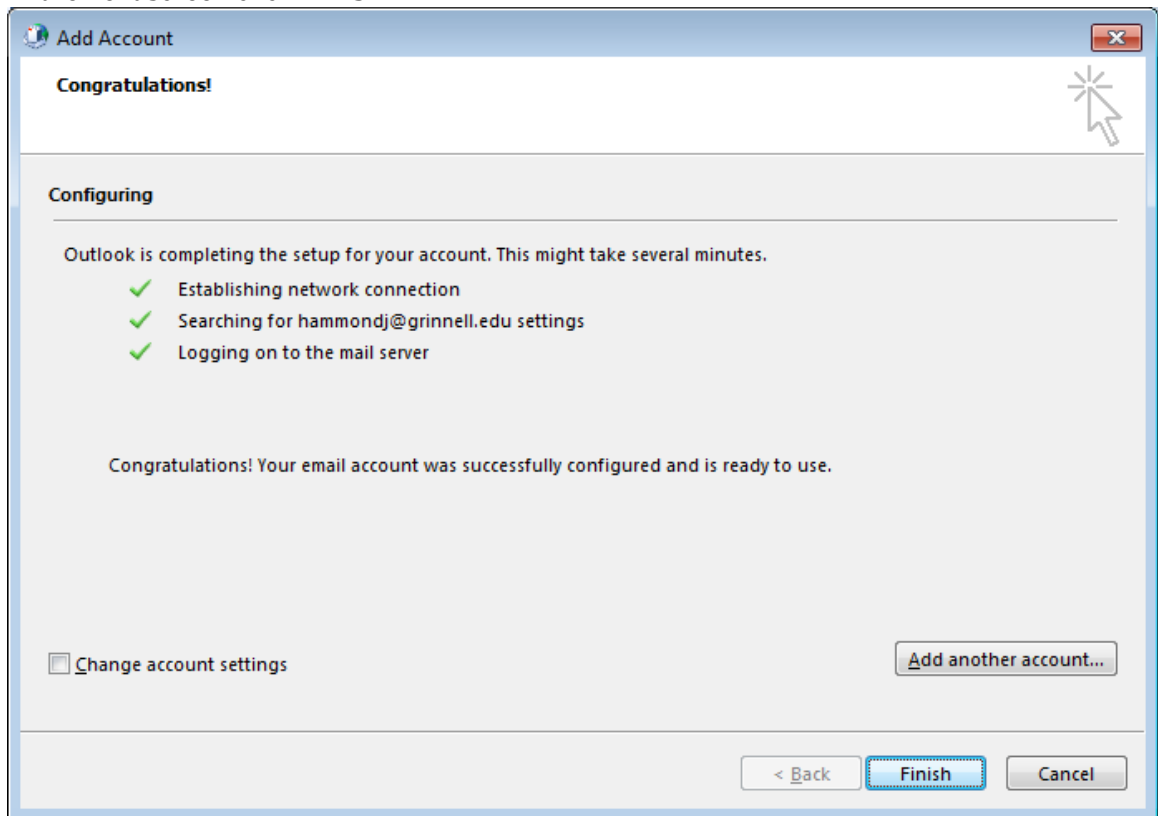 Add Account
Congratulations!
Configuring
Outlook is completing the setup for your account. This might take several minutes.
Establishing network connection
Searching for hammondj@grinnell.edu settings
Logging on to the mail server
Congratulations! Your email account was successfully configured and is ready to use.
Change account settings
Add another account...
< Back Finish Cancel